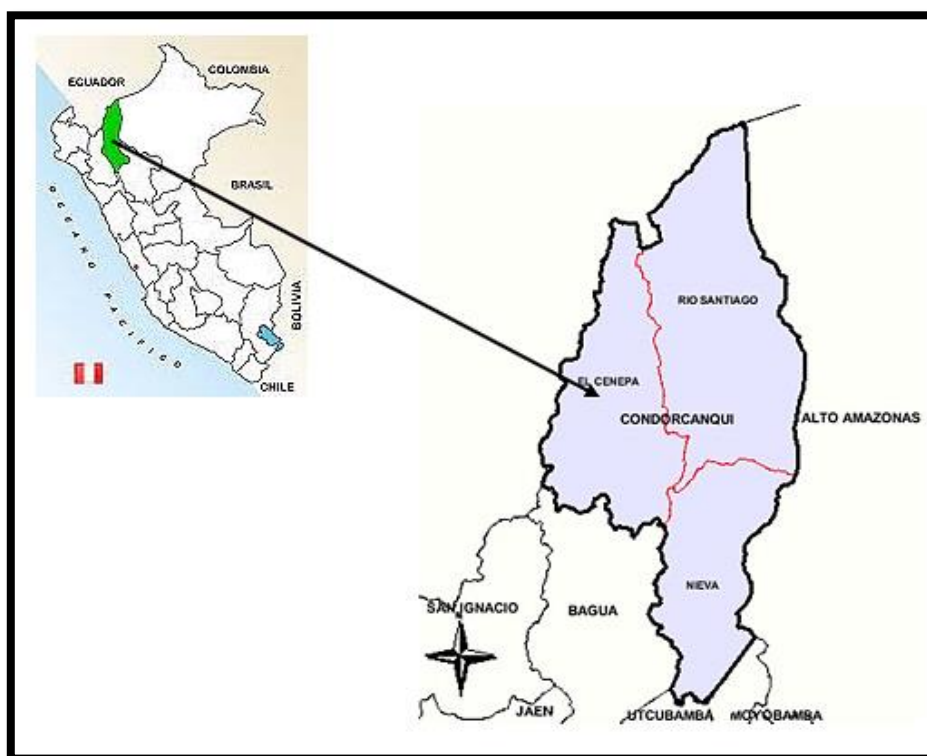 COLOMBIA
ECUADOR
BRASIL
OCEANO PACIFICO
BOLIVIA
CHILE
RIO SANTIAGO
EL CENEPA
CONDORCANQUI
ALTO AMAZONAS
NIEVA
SAN IGNACIO
BAGUA
JAEN
UTCUBAMBA
MOYOBAMBA